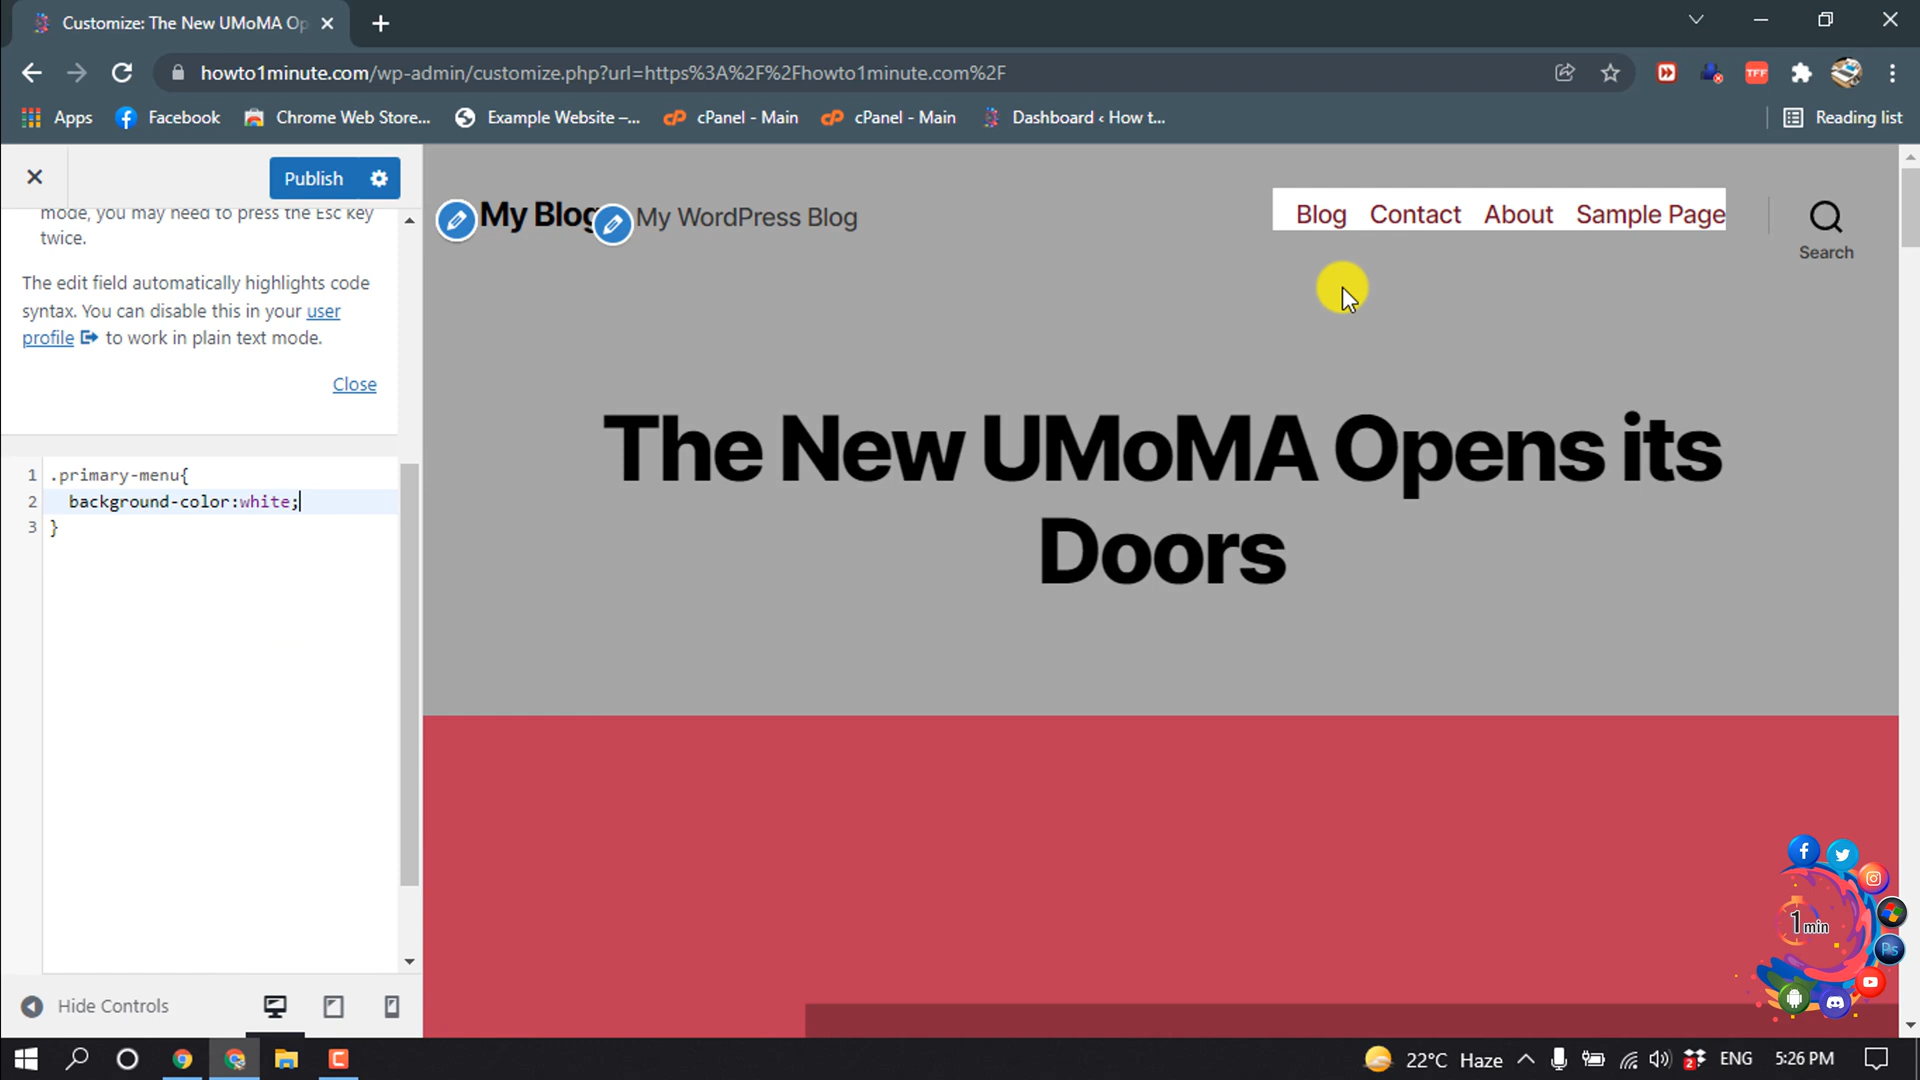 Customize: The New UMoMA Op
howto1minute.com/wp-admin/customize.php?url=https%3A%2F%2Fhowto1minute.com%2F
TFF
Apps
Facebook
Chrome Web Store...
Example Website –...
cPanel - Main
cPanel - Main
Dashboard ‹ How t...
Reading list
Publish
mode, you may need to press the Esc key
twice.
The edit field automatically highlights code
syntax. You can disable this in your user
profile to work in plain text mode.
Close
1 .primary-menu{
2 background-color:white;
3 }
Hide Controls
My Blog
My WordPress Blog
Blog
Contact
About
Sample Page
Search
The New UMoMA Opens its
Doors
1 min
Ps
22°C Haze
2
ENG
5:26 PM